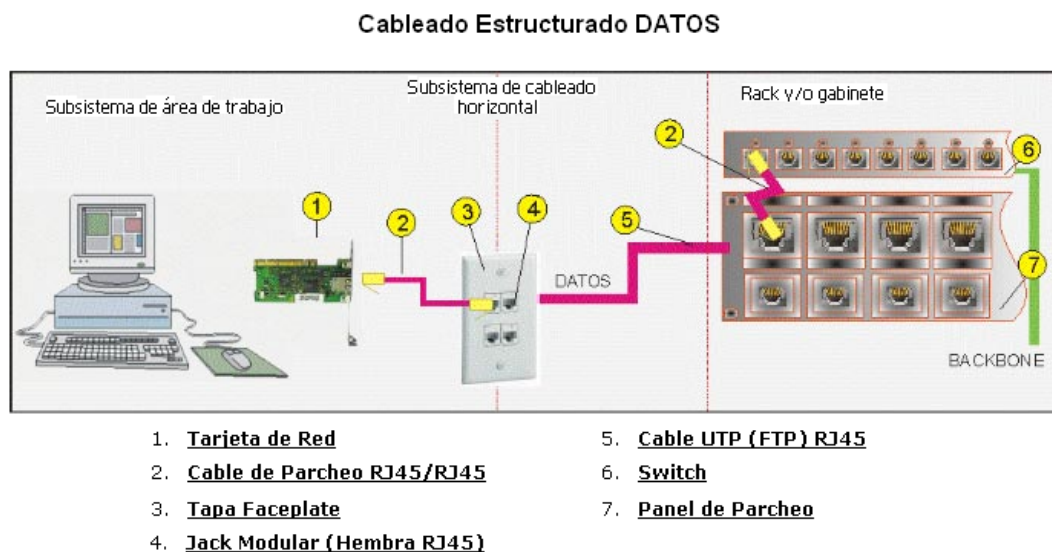 Cableado Estructurado DATOS
Subsistema de área de trabajo
Subsistema de cableado
horizontal
Rack y/o gabinete
1
2
3
4
5
2
6
7
DATOS
BACKBONE
1. Tarjeta de Red
2. Cable de Parcheo RJ45/RJ45
3. Tapa Faceplate
4. Jack Modular (Hembra RJ45)
5. Cable UTP (FTP) RJ45
6. Switch
7. Panel de Parcheo